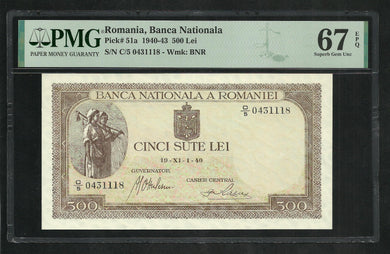 PMG
PAPER MONEY GUARANTY
Romania, Banca Nationala
Pick# 51a 1940-43 500 Lei
S/N C/5 0431118 - Wmk: BNR
67 EPQ
Superb Gem Unc
BANCA NATIONALA A ROMANIEI
C/5 0431118
CINCI SUTE LEI
19-XI-1-40
GUVERNATOR,
CASIER CENTRAL
C/5 0431118
500
500